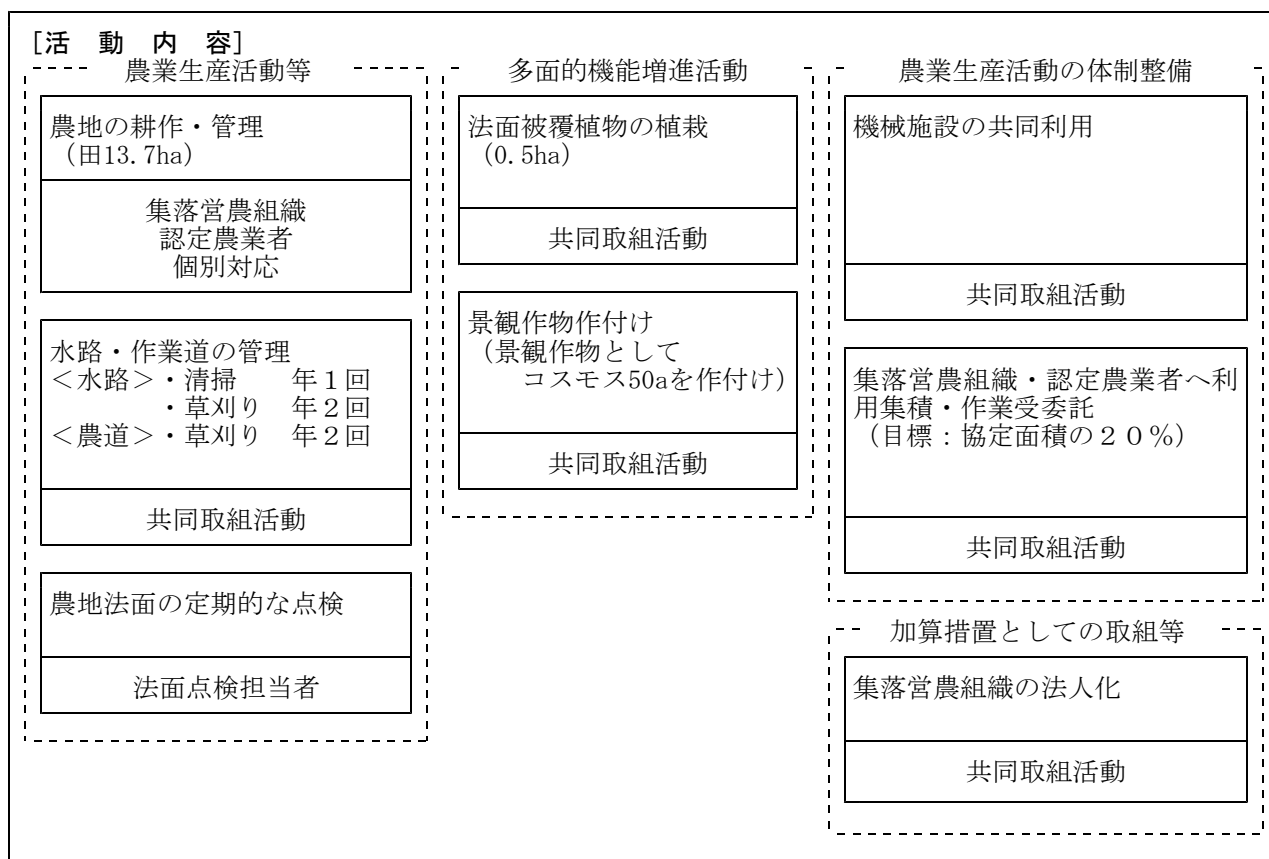 [活　動　内　容]
農業生産活動等
農地の耕作・管理
（田13.7ha）
集落営農組織
認定農業者
個別対応
水路・作業道の管理
＜水路＞・清掃　　年１回
・草刈り　年２回
＜農道＞・草刈り　年２回
共同取組活動
農地法面の定期的な点検
法面点検担当者
多面的機能増進活動
法面被覆植物の植栽
（0.5ha）
共同取組活動
景観作物作付け
（景観作物として
コスモス50aを作付け）
共同取組活動
農業生産活動の体制整備
機械施設の共同利用
共同取組活動
集落営農組織・認定農業者へ利
用集積・作業受委託
（目標：協定面積の２０％）
共同取組活動
加算措置としての取組等
集落営農組織の法人化
共同取組活動